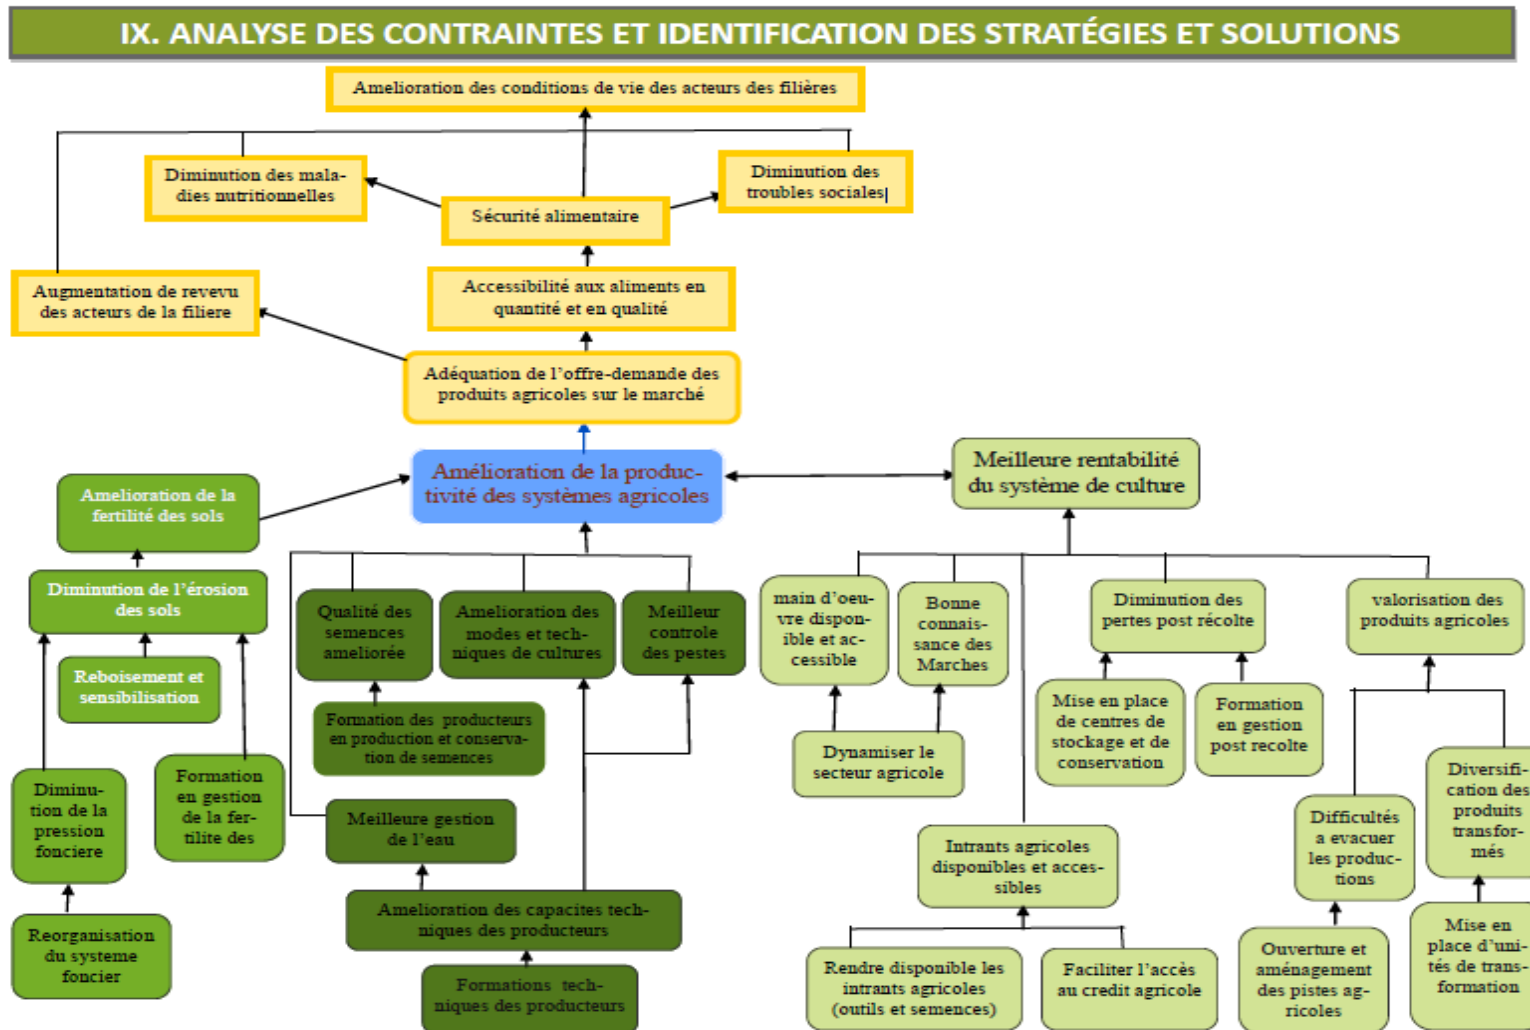 IX. ANALYSE DES CONTRAINTES ET IDENTIFICATION DES STRATÉGIES ET SOLUTIONS
Amelioration des conditions de vie des acteurs des filières
Diminution des mala-
dies nutritionnelles
Sécurité alimentaire
Diminution des
troubles sociales
Augmentation de revevu
des acteurs de la filiere
Accessibilité aux aliments en
quantité et en qualité
Adéquation de l'offre-demande des
produits agricoles sur le marché
Amélioration de la produc-
tivité des systèmes agricoles
Meilleure rentabilité
du système de culture
Amelioration de la
fertilité des sols
Diminution de l'érosion
des sols
Reboisement et
sensibilisation
Diminu-
tion de la
pression
fonciere
Formation
en gestion
de la fer-
tilite des
Reorganisation
du systeme
foncier
Qualité des
semences
ameliorée
Amelioration des
modes et tech-
niques de cultures
Meilleur
controle
des pestes
Formation des producteurs
en production et conserva-
tion de semences
Meilleure gestion
de l'eau
Amelioration des capacites tech-
niques des producteurs
Formations tech-
niques des producteurs
main d'oeu-
vre disponible et ac-
cessible
Bonne
connais-
sance des
Marches
Dynamiser le
secteur agricole
Diminution des
pertes post récolte
Mise en place
de centres de
stockage et de
conservation
Formation
en gestion
post recolte
valorisation des
produits agricoles
Intrants agricoles
disponibles et acces-
sibles
Rendre disponible les
intrants agricoles
(outils et semences)
Faciliter l'accès
au credit agricole
Difficultés
a evacuer
les produc-
tions
Diversifi-
cation des
produits
transfor-
més
Ouverture et
aménagement
des pistes ag-
ricoles
Mise en
place d'uni-
tés de trans-
formation